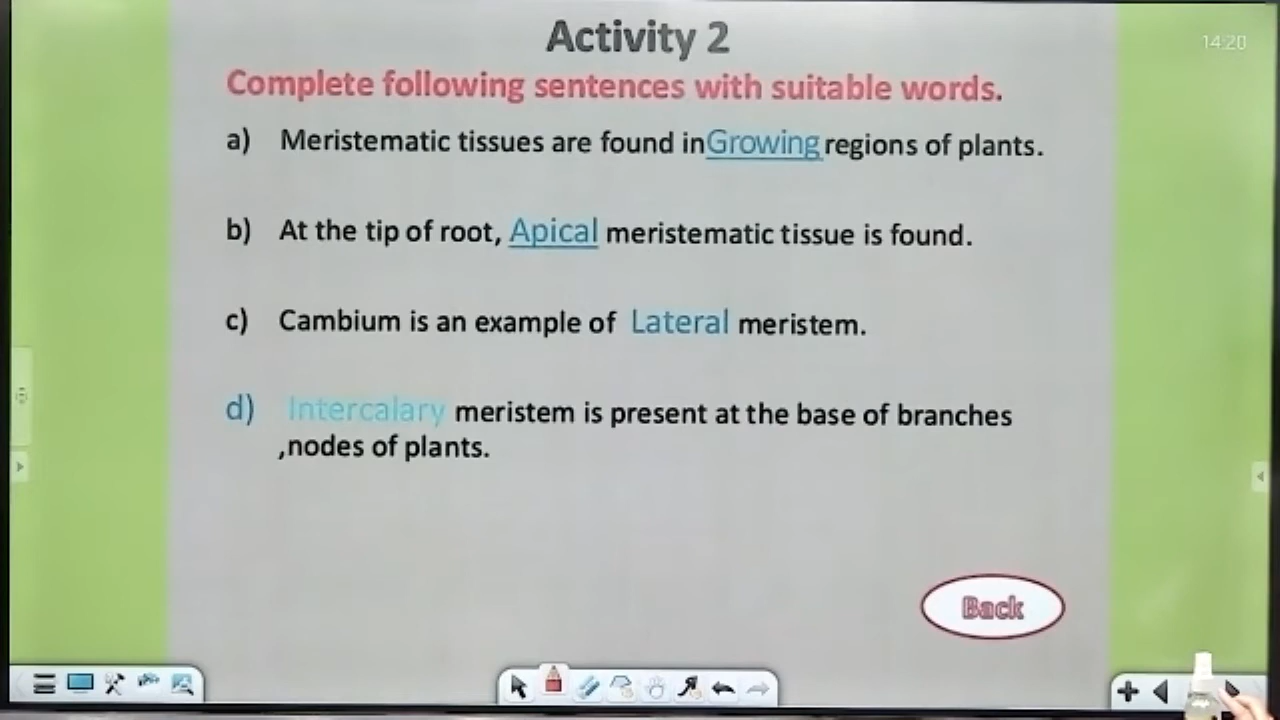 Activity 2
14:20
Complete following sentences with suitable words.
a) Meristematic tissues are found in Growing regions of plants.
b) At the tip of root, Apical meristematic tissue is found.
c) Cambium is an example of Lateral meristem.
d) Intercalary meristem is present at the base of branches
,nodes of plants.
Back